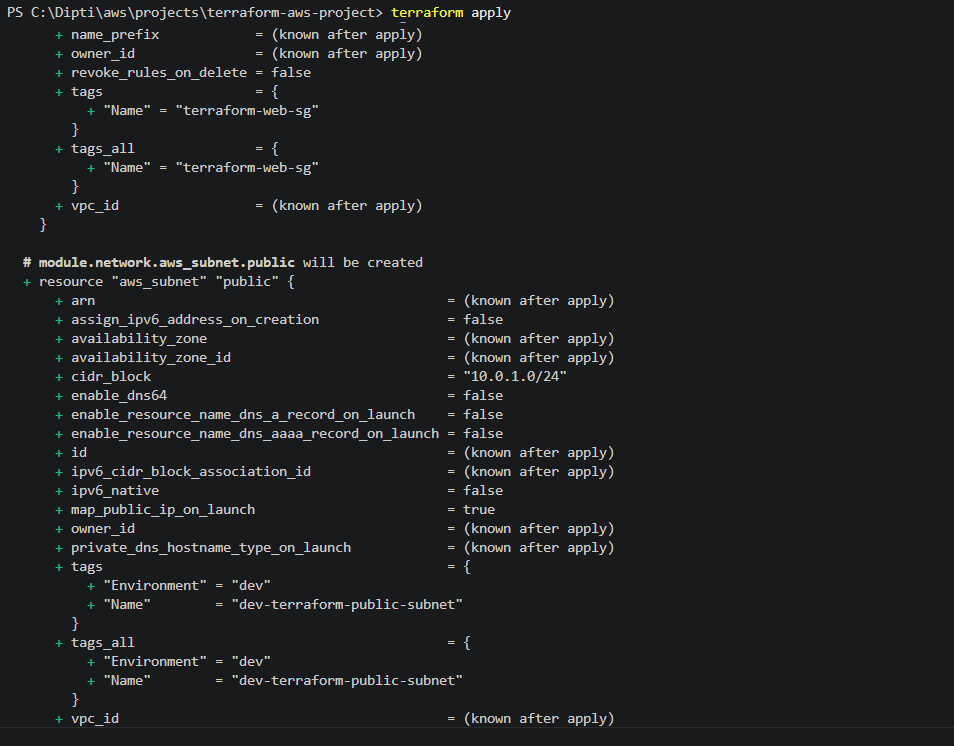 PS C:\Dipti\aws\projects\terraform-aws-project> terraform apply
      + name_prefix            = (known after apply)
      + owner_id               = (known after apply)
      + revoke_rules_on_delete = false
      + tags                   = {
          + "Name" = "terraform-web-sg"
        }
      + tags_all               = {
          + "Name" = "terraform-web-sg"
        }
      + vpc_id                 = (known after apply)
    }
  # module.network.aws_subnet.public will be created
  + resource "aws_subnet" "public" {
      + arn                                            = (known after apply)
      + assign_ipv6_address_on_creation                = false
      + availability_zone                              = (known after apply)
      + availability_zone_id                           = (known after apply)
      + cidr_block                                     = "10.0.1.0/24"
      + enable_dns64                                   = false
      + enable_resource_name_dns_a_record_on_launch    = false
      + enable_resource_name_dns_aaaa_record_on_launch = false
      + id                                             = (known after apply)
      + ipv6_cidr_block_association_id                 = (known after apply)
      + ipv6_native                                    = false
      + map_public_ip_on_launch                        = true
      + owner_id                                       = (known after apply)
      + private_dns_hostname_type_on_launch            = (known after apply)
      + tags                                           = {
          + "Environment" = "dev"
          + "Name"        = "dev-terraform-public-subnet"
        }
      + tags_all                                       = {
          + "Environment" = "dev"
          + "Name"        = "dev-terraform-public-subnet"
        }
      + vpc_id                                         = (known after apply)